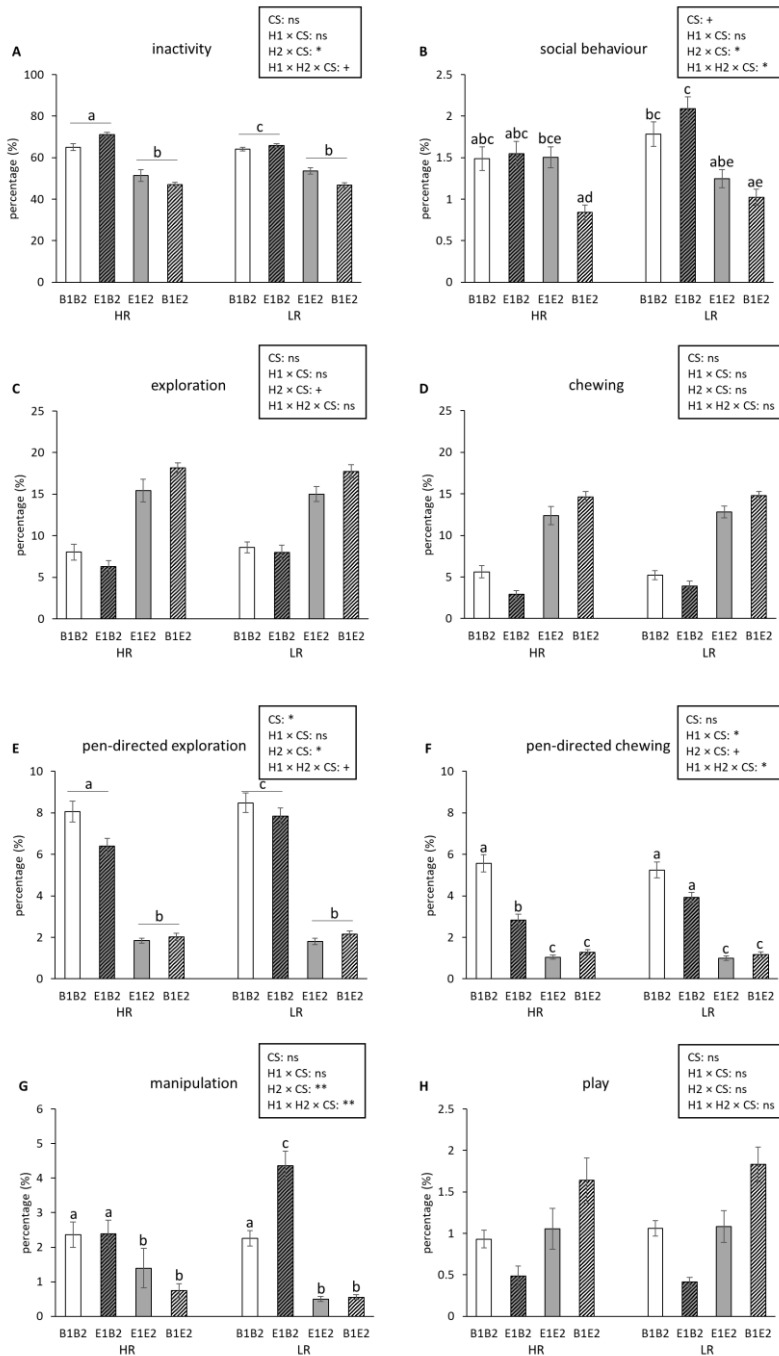 A
inactivity
CS: ns
H1 × CS: ns
H2 × CS: *
H1 × H2 × CS: +
percentage (%)
100
80
60
40
20
0
a
b
c
b
B1B2 E1B2 E1E2 B1E2 B1B2 E1B2 E1E2 B1E2
HR LR
B
social behaviour
CS: +
H1 × CS: ns
H2 × CS: *
H1 × H2 × CS: *
percentage (%)
2.5
2
1.5
1
0.5
0
abc abc bce ad bc c abe ae
B1B2 E1B2 E1E2 B1E2 B1B2 E1B2 E1E2 B1E2
HR LR
C
exploration
CS: ns
H1 × CS: ns
H2 × CS: +
H1 × H2 × CS: ns
percentage (%)
25
20
15
10
5
0
B1B2 E1B2 E1E2 B1E2 B1B2 E1B2 E1E2 B1E2
HR LR
D
chewing
CS: ns
H1 × CS: ns
H2 × CS: ns
H1 × H2 × CS: ns
percentage (%)
25
20
15
10
5
0
B1B2 E1B2 E1E2 B1E2 B1B2 E1B2 E1E2 B1E2
HR LR
E
pen-directed exploration
CS: *
H1 × CS: ns
H2 × CS: *
H1 × H2 × CS: +
percentage (%)
10
8
6
4
2
0
a
b
c
b
B1B2 E1B2 E1E2 B1E2 B1B2 E1B2 E1E2 B1E2
HR LR
F
pen-directed chewing
CS: ns
H1 × CS: *
H2 × CS: +
H1 × H2 × CS: *
percentage (%)
10
8
6
4
2
0
a b c c a a c c
B1B2 E1B2 E1E2 B1E2 B1B2 E1B2 E1E2 B1E2
HR LR
G
manipulation
CS: ns
H1 × CS: ns
H2 × CS: **
H1 × H2 × CS: **
percentage (%)
6
5
4
3
2
1
0
a a b b a c b b
B1B2 E1B2 E1E2 B1E2 B1B2 E1B2 E1E2 B1E2
HR LR
H
play
CS: ns
H1 × CS: ns
H2 × CS: ns
H1 × H2 × CS: ns
percentage (%)
2.5
2
1.5
1
0.5
0
B1B2 E1B2 E1E2 B1E2 B1B2 E1B2 E1E2 B1E2
HR LR